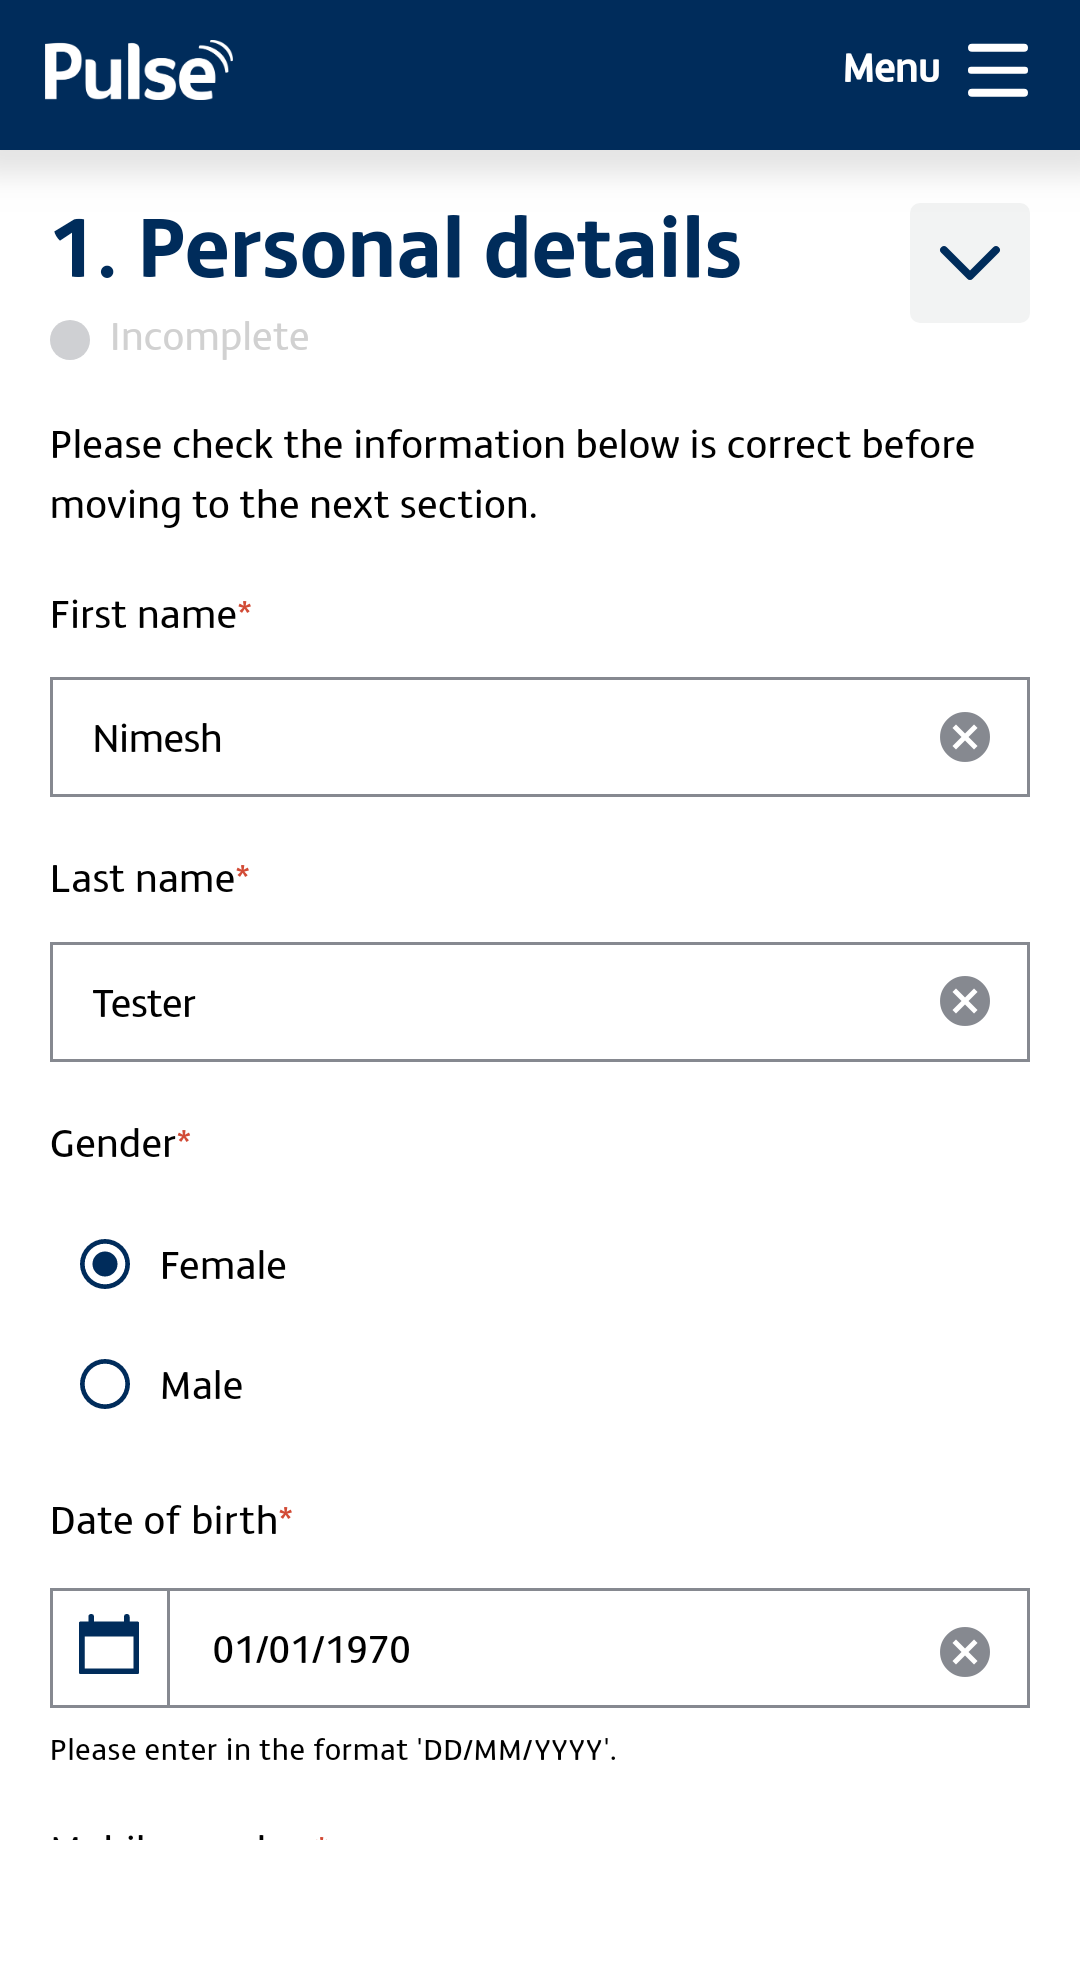 Pulse
Menu
1. Personal details
Incomplete
Please check the information below is correct before
moving to the next section.
First name*
Nimesh
Last name*
Tester
Gender*
Female
Male
Date of birth*
01/01/1970
Please enter in the format 'DD/MM/YYYY'.